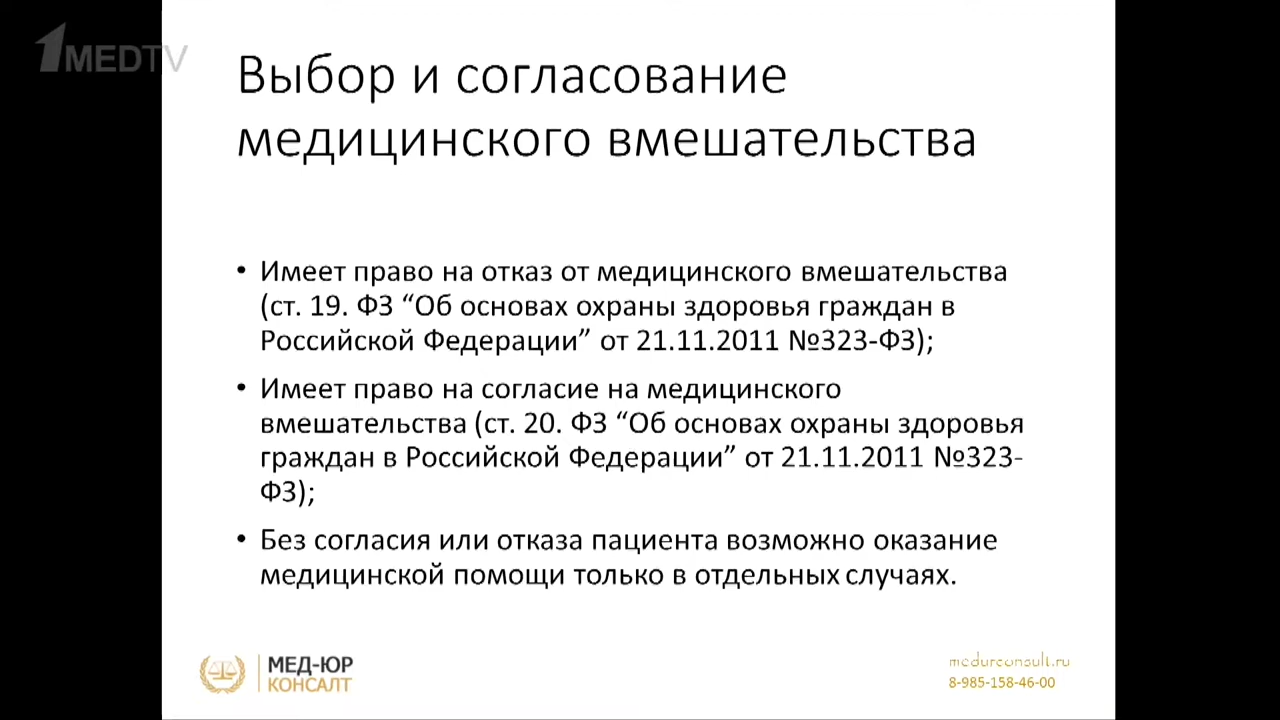 1MEDTV
Выбор и согласование
медицинского вмешательства
• Имеет право на отказ от медицинского вмешательства
(ст. 19. ФЗ “Об основах охраны здоровья граждан в
Российской Федерации” от 21.11.2011 №323-ФЗ);
• Имеет право на согласие на медицинского
вмешательства (ст. 20. ФЗ “Об основах охраны здоровья
граждан в Российской Федерации” от 21.11.2011 №323-
ФЗ);
• Без согласия или отказа пациента возможно оказание
медицинской помощи только в отдельных случаях.
МЕД-ЮР
КОНСАЛТ
medurconsult.ru
8-985-158-46-00